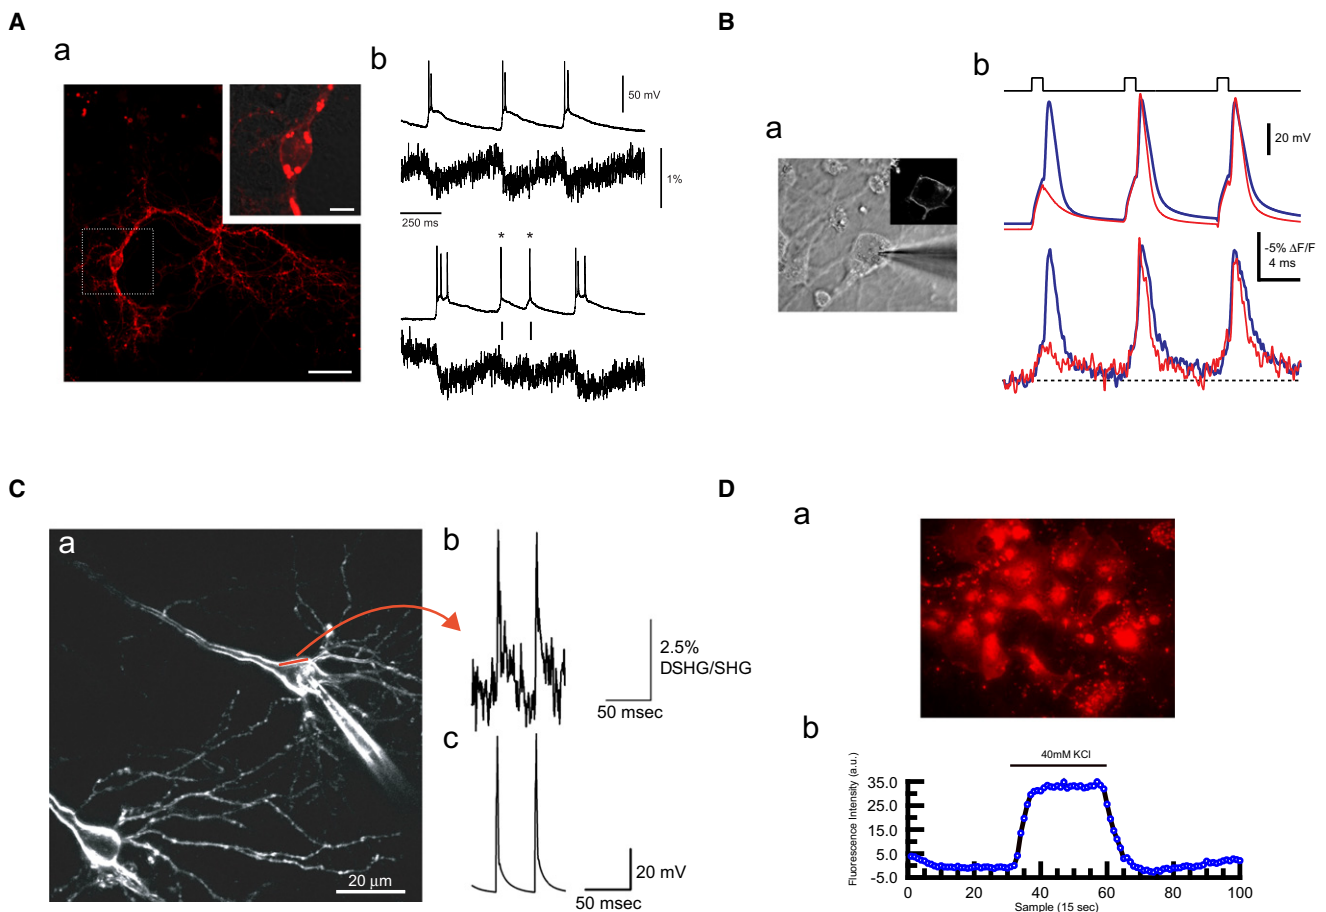 A
a
b
50 mV
1%
250 ms
* *
B
a
b
20 mV
-5% ΔF/F
4 ms
C
a
20 µm
b
2.5%
DSHG/SHG
50 msec
c
20 mV
50 msec
D
a
b
40mM KCl
Fluorescence Intensity (a.u.)
35.0
25.0
15.0
5.0
-5.0
0 20 40 60 80 100
Sample (15 sec)